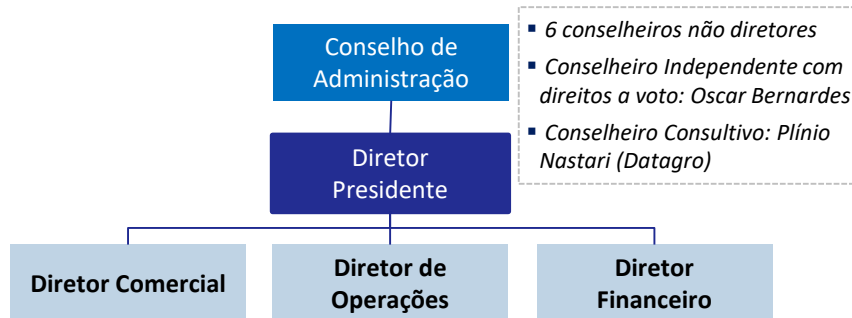 Conselho de
Administração
▪ 6 conselheiros não diretores
▪ Conselheiro Independente com
direitos a voto: Oscar Bernardes
▪ Conselheiro Consultivo: Plínio
Nastari (Datagro)
Diretor
Presidente
Diretor Comercial
Diretor de
Operações
Diretor
Financeiro